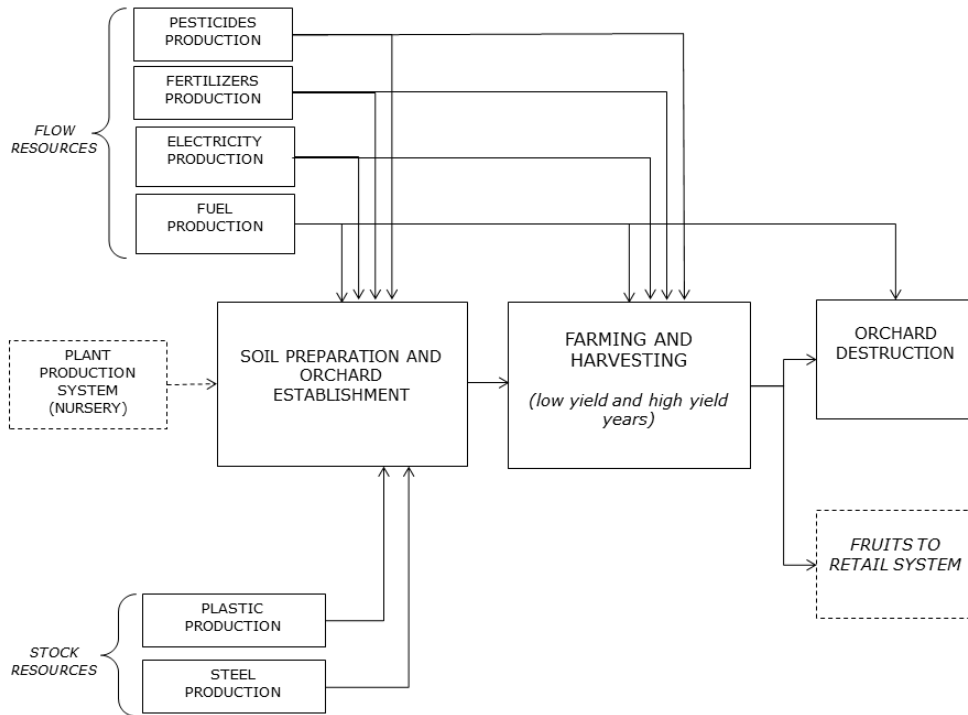 PESTICIDES
PRODUCTION
FERTILIZERS
PRODUCTION
FLOW
RESOURCES
ELECTRICITY
PRODUCTION
FUEL
PRODUCTION
PLANT
PRODUCTION
SYSTEM
(NURSERY)
SOIL PREPARATION AND
ORCHARD
ESTABLISHMENT
FARMING AND
HARVESTING
(low yield and high yield
years)
ORCHARD
DESTRUCTION
FRUITS TO
RETAIL SYSTEM
STOCK
RESOURCES
PLASTIC
PRODUCTION
STEEL
PRODUCTION